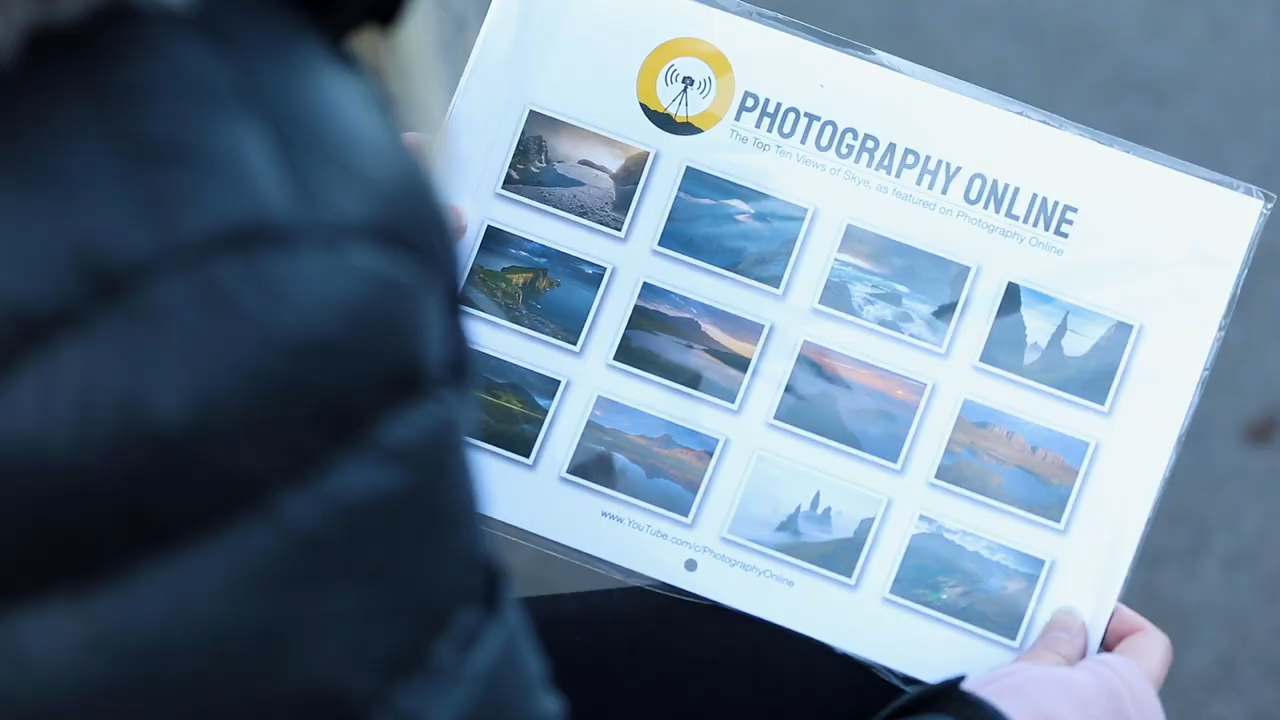 PHOTOGRAPHY ONLINE
The Top Ten Views of Skye, as featured on Photography Online
www.YouTube.com/c/PhotographyOnline